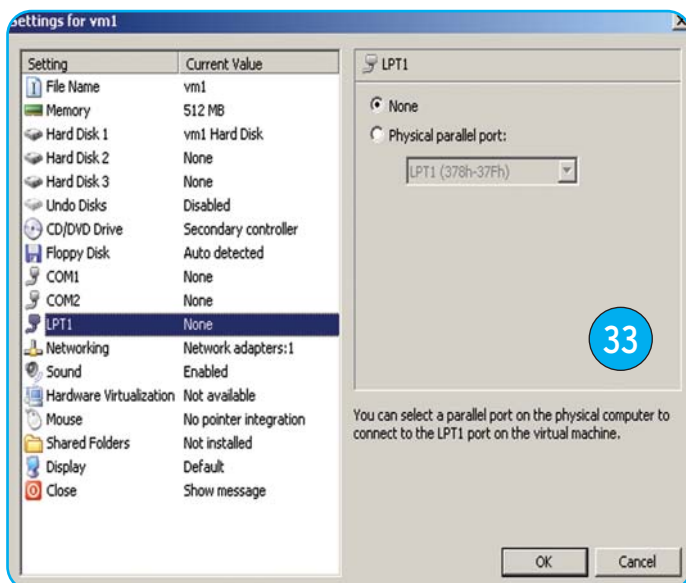 Settings for vm1
Setting Current Value
File Name vm1
Memory 512 MB
Hard Disk 1 vm1 Hard Disk
Hard Disk 2 None
Hard Disk 3 None
Undo Disks Disabled
CD/DVD Drive Secondary controller
Floppy Disk Auto detected
COM1 None
COM2 None
LPT1 None
Networking Network adapters:1
Sound Enabled
Hardware Virtualization Not available
Mouse No pointer integration
Shared Folders Not installed
Display Default
Close Show message
LPT1
None
Physical parallel port:
LPT1 (378h-37Fh)
33
You can select a parallel port on the physical computer to
connect to the LPT1 port on the virtual machine.
OK Cancel